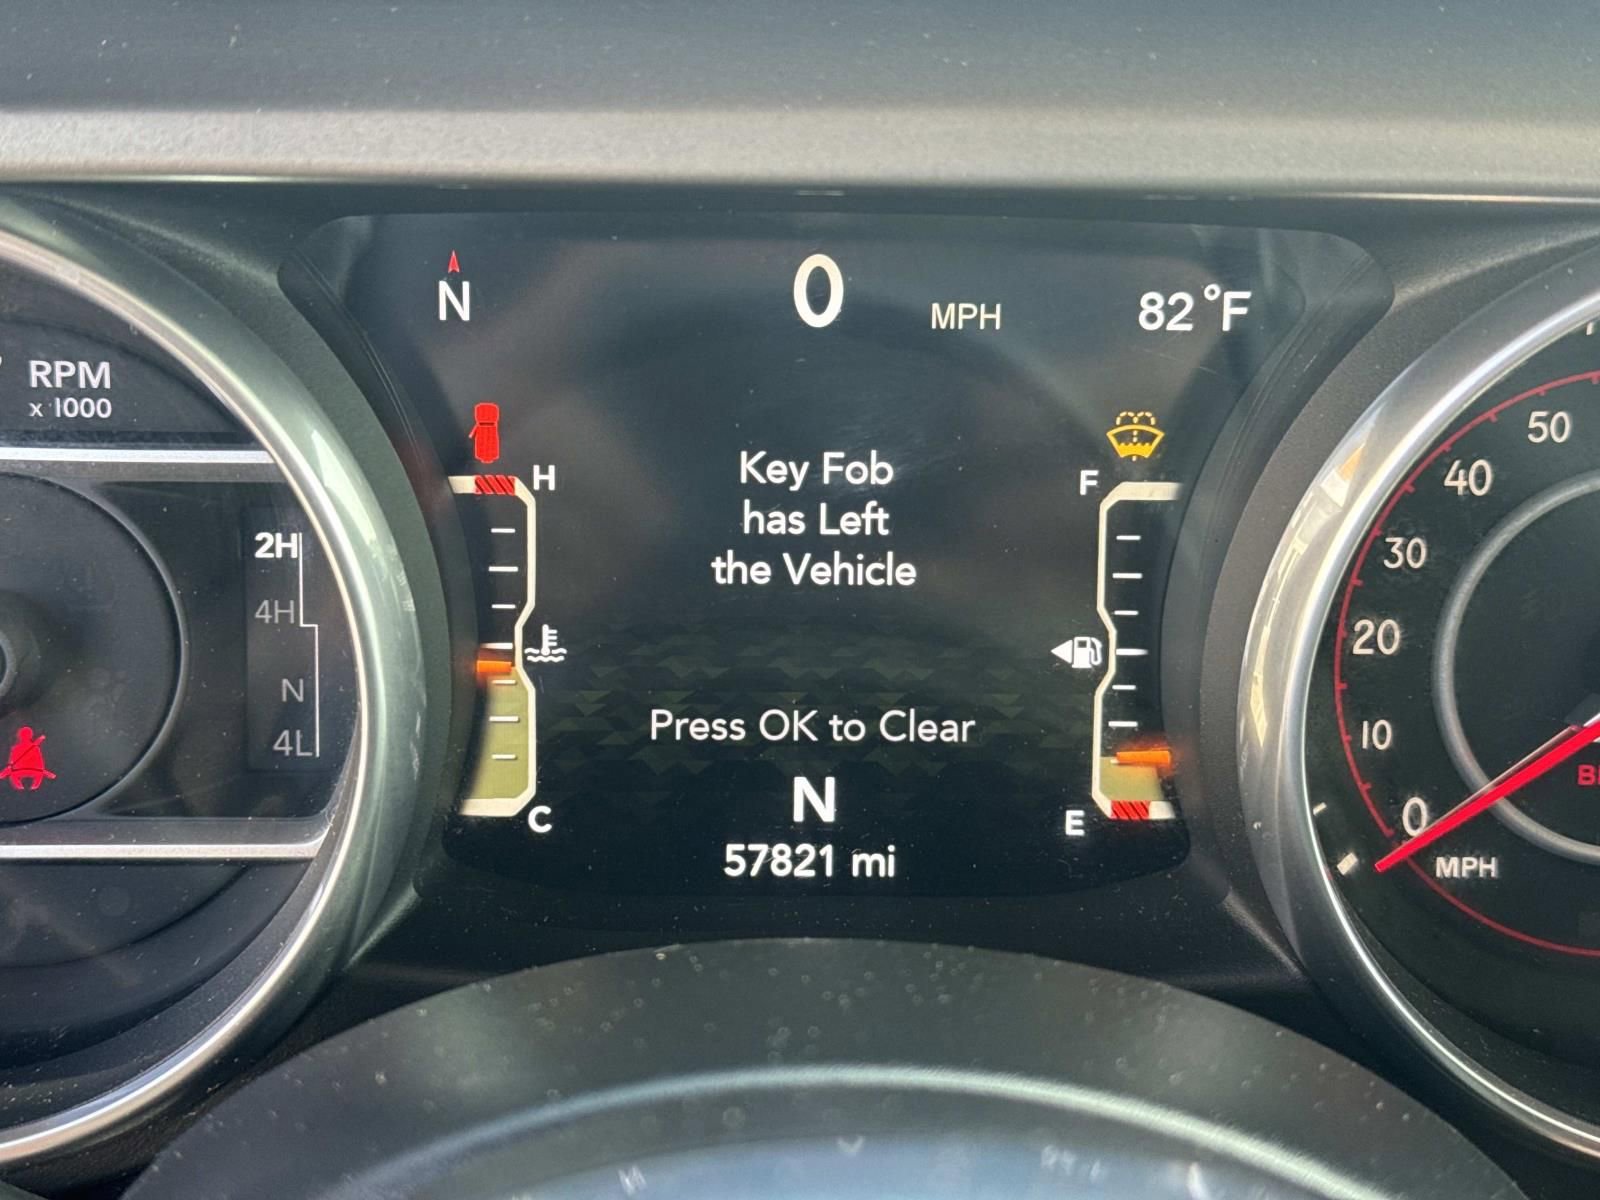 N 0 MPH 82°F
RPM
x 1000
H
F
50
40
30
20
10
0
MPH
Key Fob
has Left
the Vehicle
2H
4H
N
4L
Press OK to Clear
C
E
N
57821 mi